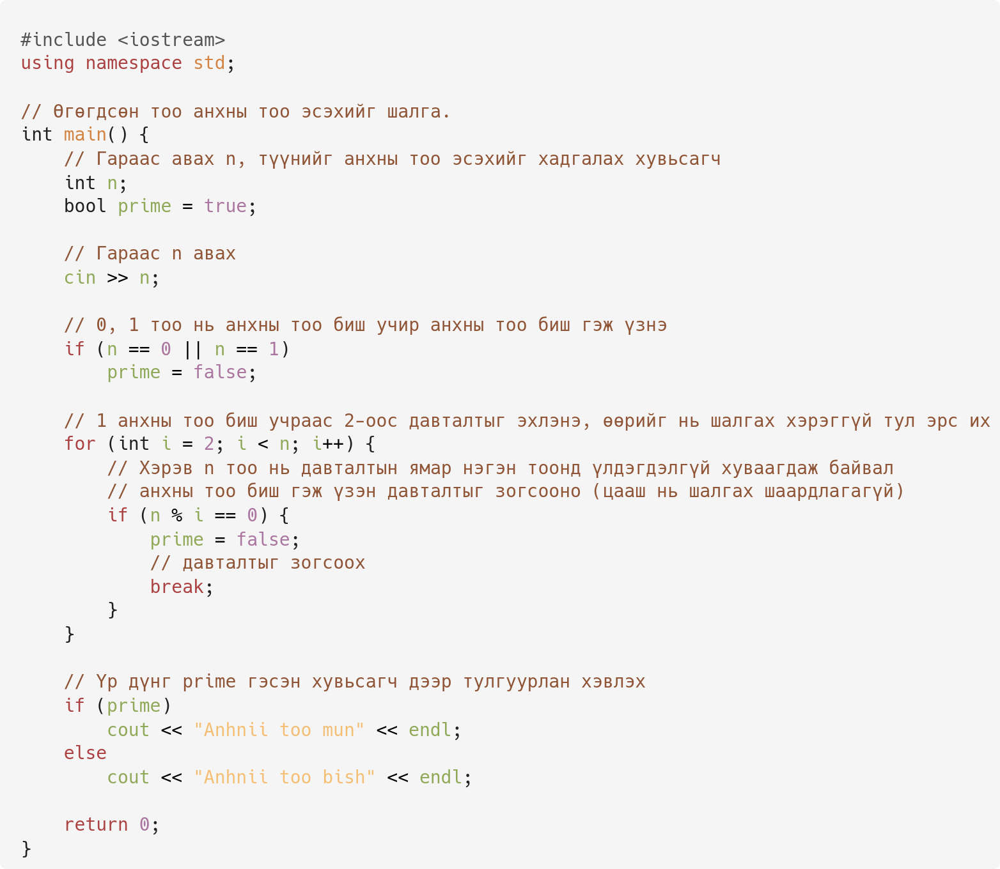 #include <iostream>
using namespace std;
// Өгөгдсөн тоо анхны тоо эсэхийг шалга.
int main() {
// Гараас авах n, түүнийг анхны тоо эсэхийг хадгалах хувьсагч
int n;
bool prime = true;
// Гараас n авах
cin >> n;
// 0, 1 тоо нь анхны тоо биш учир анхны тоо биш гэж үзнэ
if (n == 0 || n == 1)
prime = false;
// 1 анхны тоо биш учраас 2-оос давталтыг эхлэнэ, өөрийг нь шалгах хэрэггүй тул эрс их
for (int i = 2; i < n; i++) {
// Хэрэв n тоо нь давталтын ямар нэгэн тоонд үлдэгдэлгүй хуваагдаж байвал
// анхны тоо биш гэж үзэн давталтыг зогсооно (цааш нь шалгах шаардлагагүй)
if (n % i == 0) {
prime = false;
// давталтыг зогсоох
break;
}
}
// Үр дүнг prime гэсэн хувьсагч дээр тулгуурлан хэвлэх
if (prime)
cout << "Anhnii too mun" << endl;
else
cout << "Anhnii too bish" << endl;
return 0;
}